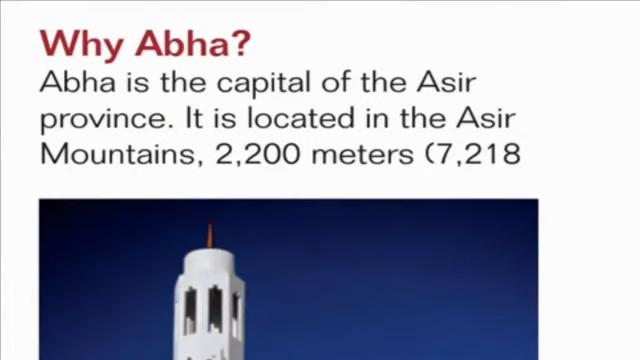 Why Abha?
Abha is the capital of the Asir
province. It is located in the Asir
Mountains, 2,200 meters (7,218